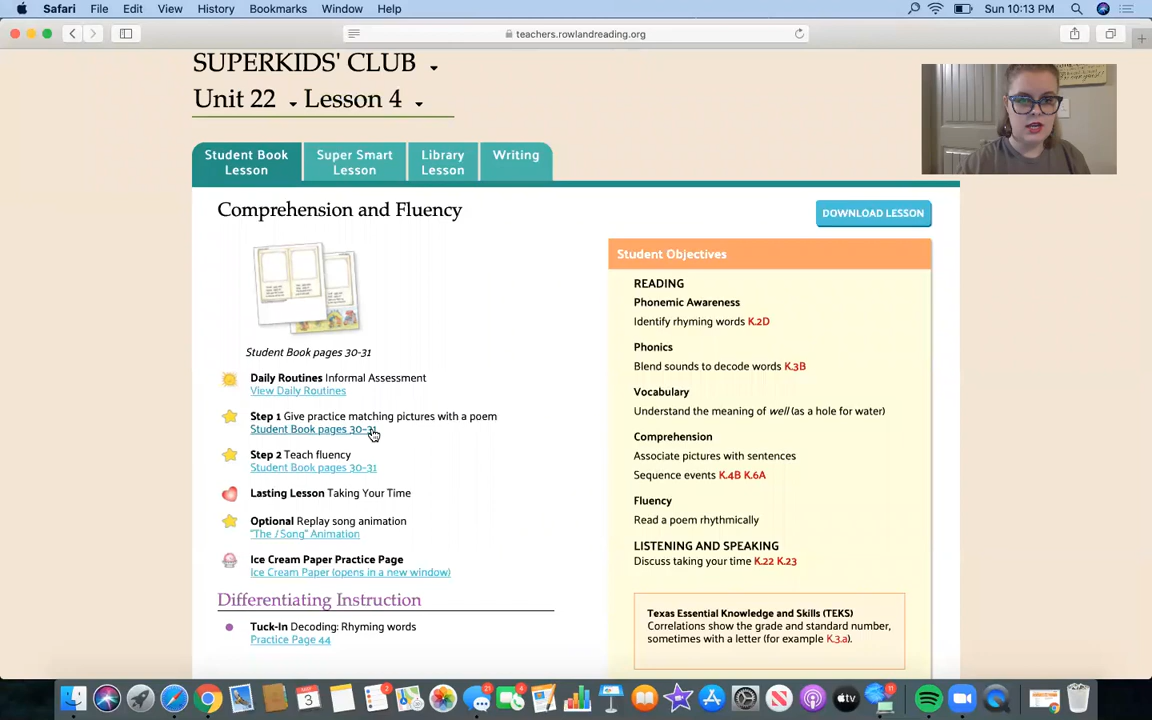 Safari File Edit View History Bookmarks Window Help Sun 10:13 PM
teachers.rowlandreading.org
SUPERKIDS' CLUB
Unit 22 Lesson 4
Student Book Lesson
Super Smart Lesson
Library Lesson
Writing
Comprehension and Fluency
DOWNLOAD LESSON
Student Book pages 30-31
Daily Routines Informal Assessment
View Daily Routines
Step 1 Give practice matching pictures with a poem
Student Book pages 30-31
Step 2 Teach fluency
Student Book pages 30-31
Lasting Lesson Taking Your Time
Optional Replay song animation
"The I Song" Animation
Ice Cream Paper Practice Page
Ice Cream Paper (opens in a new window)
Differentiating Instruction
Tuck-In Decoding: Rhyming words
Practice Page 44
Student Objectives
READING
Phonemic Awareness
Identify rhyming words K.2D
Phonics
Blend sounds to decode words K.3B
Vocabulary
Understand the meaning of well (as a hole for water)
Comprehension
Associate pictures with sentences
Sequence events K.4B K.6A
Fluency
Read a poem rhythmically
LISTENING AND SPEAKING
Discuss taking your time K.22 K.23
Texas Essential Knowledge and Skills (TEKS)
Correlations show the grade and standard number,
sometimes with a letter (for example K.3.a).